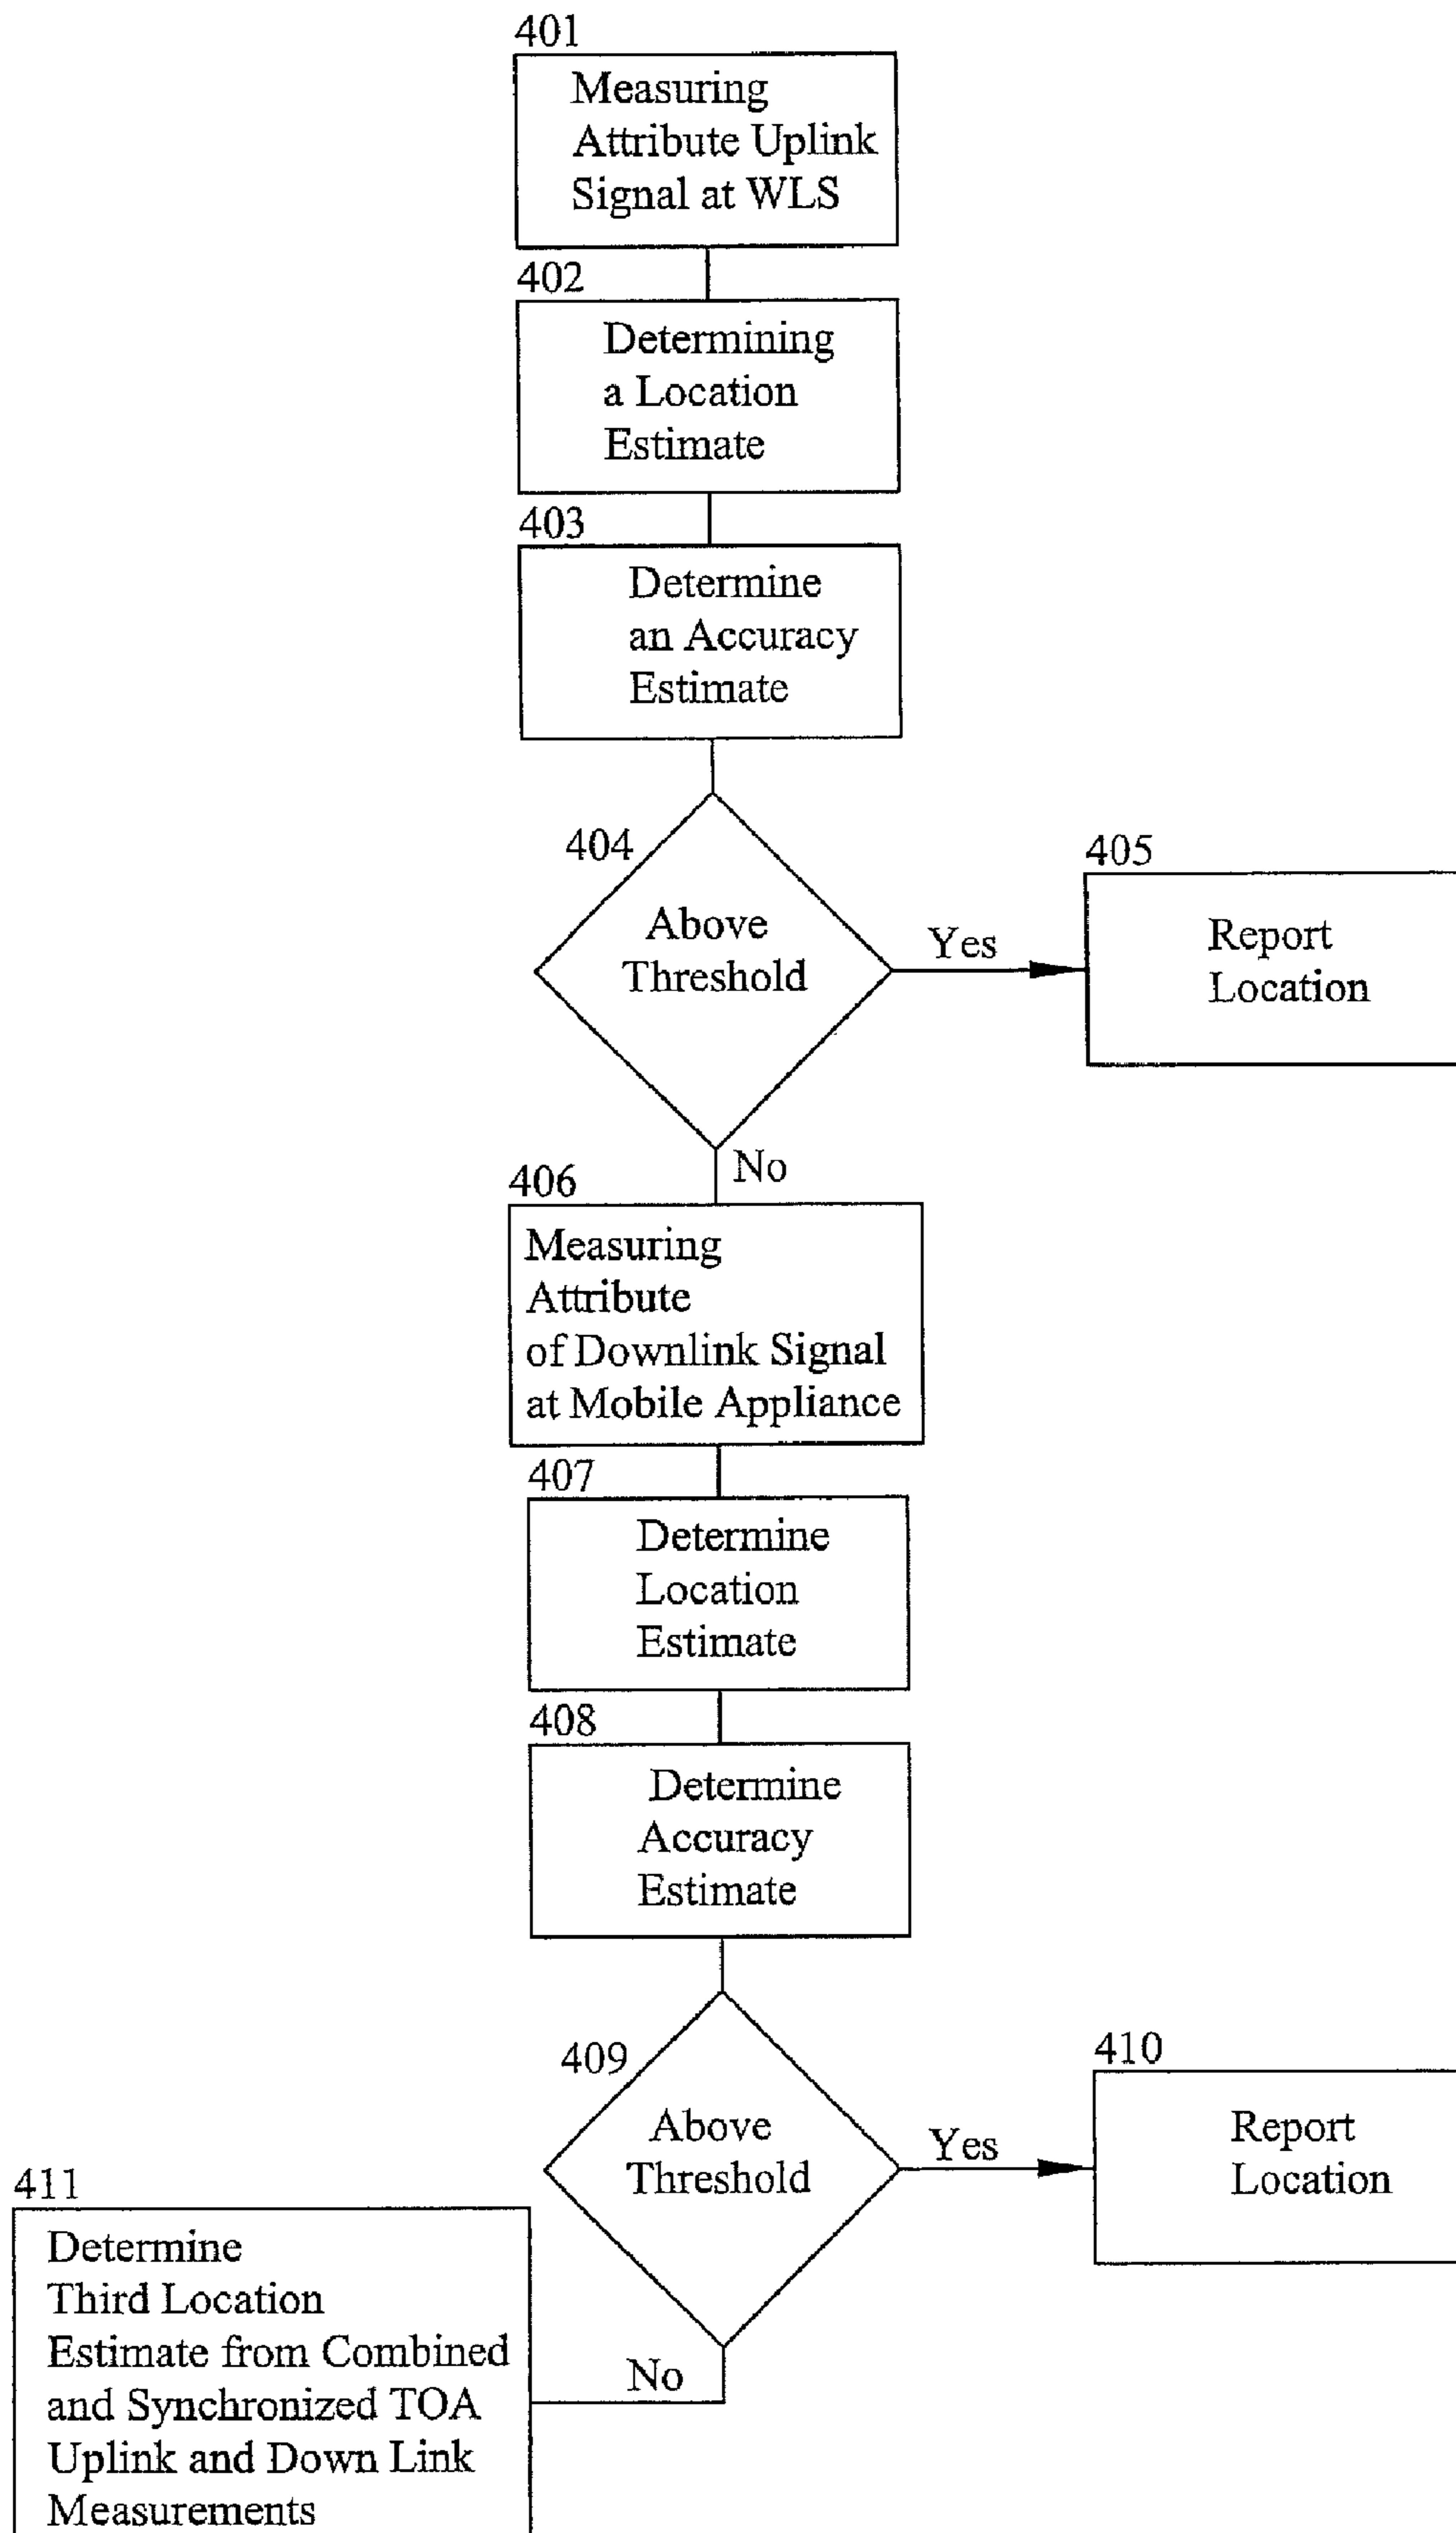 401
Measuring
Attribute Uplink
Signal at WLS
402
Determining
a Location
Estimate
403
Determine
an Accuracy
Estimate
404
Above
Threshold
Yes
405
Report
Location
No
406
Measuring
Attribute
of Downlink Signal
at Mobile Appliance
407
Determine
Location
Estimate
408
Determine
Accuracy
Estimate
409
Above
Threshold
Yes
410
Report
Location
No
411
Determine
Third Location
Estimate from Combined
and Synchronized TOA
Uplink and Down Link
Measurements